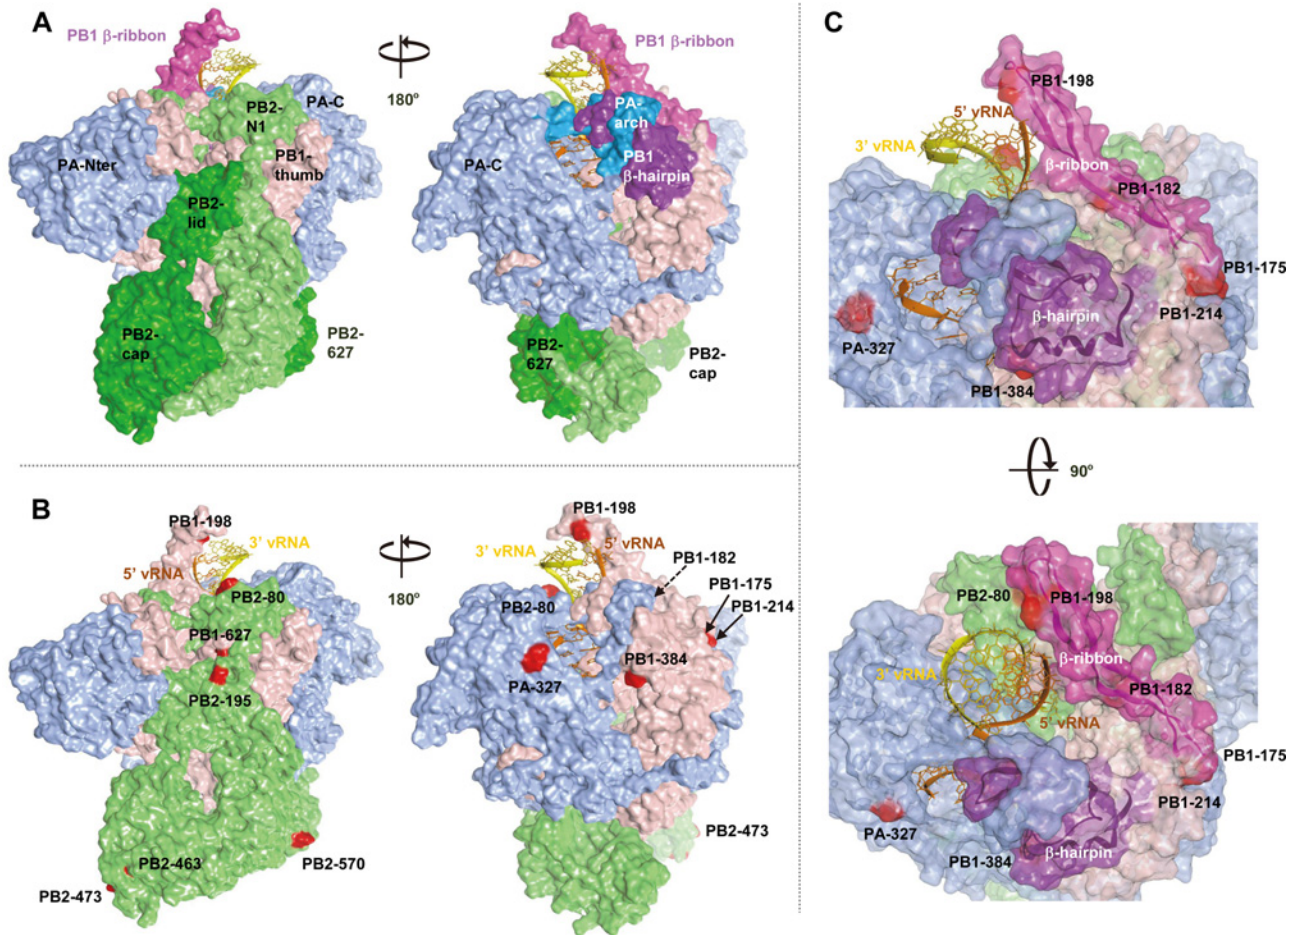 A
PB1 β-ribbon
180º
PB1 β-ribbon
PA-C
PB2-
N1
PA-Nter
PB1-
thumb
PB2-
lid
PB2-
cap
PB2-
627
PA-
arch
PA-C
PB1
β-hairpin
PB2-
627
PB2-
cap
B
PB1-198
3’ vRNA
5’ vRNA
PB2-80
PB1-627
PB2-195
PB2-463
PB2-473
PB2-570
180º
PB1-198
3’ vRNA
5’ vRNA
PB1-182
PB1-175
PB1-214
PB2-80
PB1-384
PA-327
PB2-473
C
PB1-198
5’ vRNA
3’ vRNA
β-ribbon
PB1-182
PB1-175
PB1-214
β-hairpin
PA-327
PB1-384
90º
PB2-80
PB1-198
β-ribbon
3’ vRNA
PB1-182
5’ vRNA
PB1-175
PB1-214
PA-327
PB1-384
β-hairpin